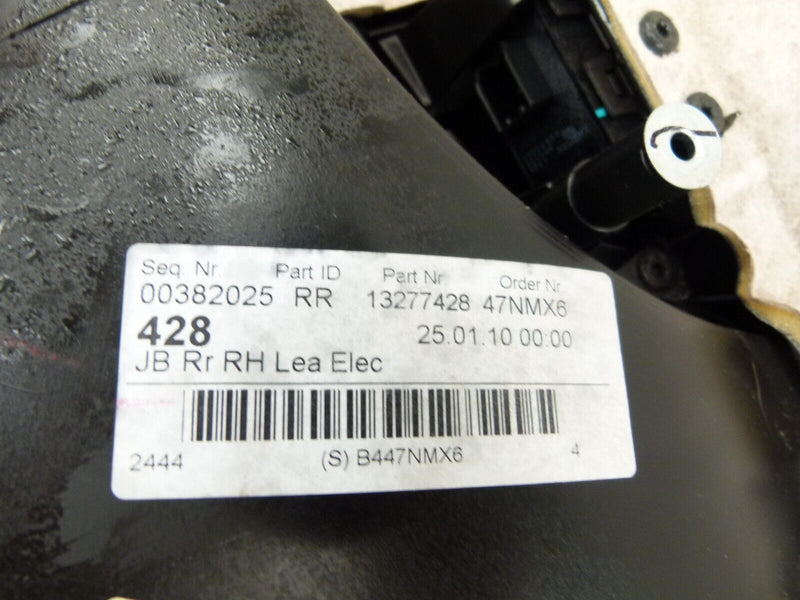 Seq. Nr. Part ID Part Nr Order Nr
00382025 RR 13277428 47NMX6
428 25.01.10 00:00
JB Rr RH Lea Elec
2444 (S) B447NMX6 4